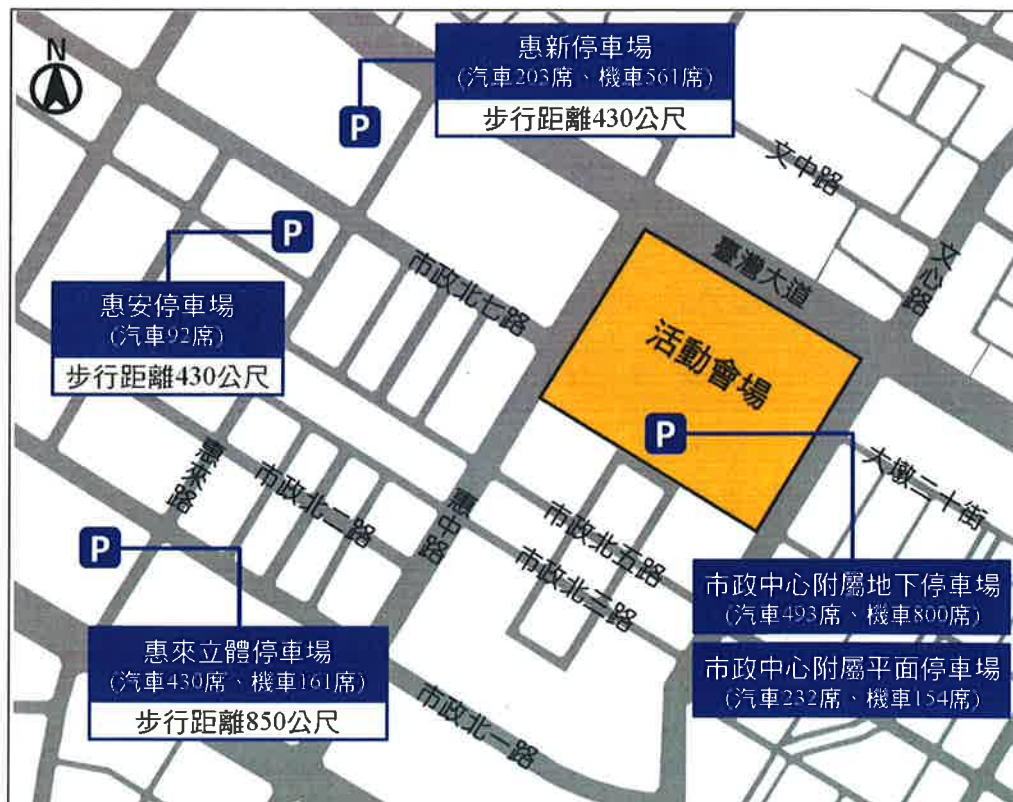 N
惠新停車場
(汽車203席、機車561席)
步行距離430公尺
P
文中路
P
臺灣大道
文心路
市政北七路
惠安停車場
(汽車92席)
步行距離430公尺
活動會場
P
大墩二十街
惠來路
市政北二路
惠中路
市政北五路
市政北二路
P
市政中心附屬地下停車場
(汽車493席、機車800席)
惠來立體停車場
(汽車430席、機車161席)
步行距離850公尺
市政中心附屬平面停車場
(汽車232席、機車154席)
市政北一路